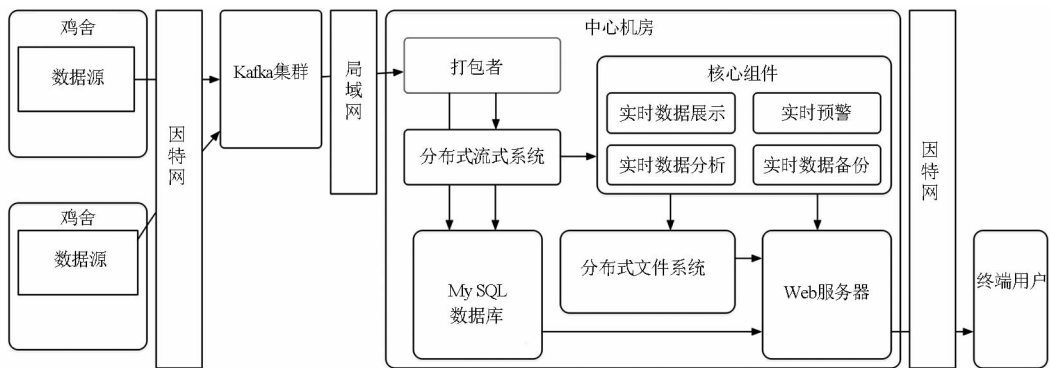 鸡舍
数据源
鸡舍
数据源
因特网
Kafka集群
局域网
中心机房
打包者
分布式流式系统
核心组件
实时数据展示
实时预警
实时数据分析
实时数据备份
My SQL
数据库
分布式文件系统
Web服务器
因特网
终端用户